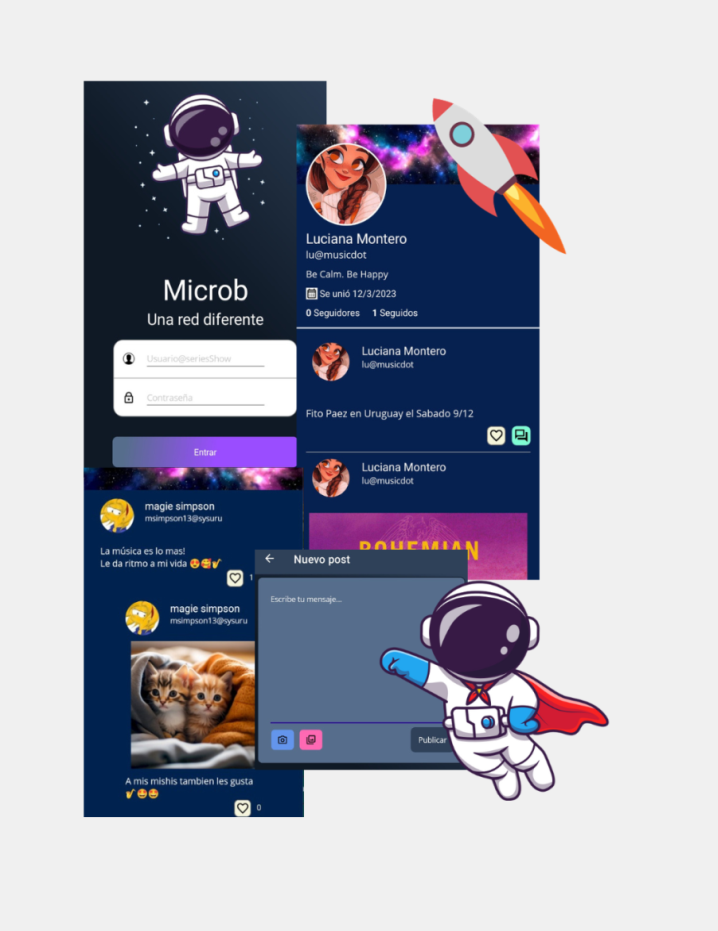 Microb
Una red diferente
Usuario@seriesShow
Contraseña
Entrar
Luciana Montero
lu@musicdot
Be Calm. Be Happy
Se unió 12/3/2023
0 Seguidores 1 Seguidos
Luciana Montero
lu@musicdot
Fito Paez en Uruguay el Sabado 9/12
Luciana Montero
lu@musicdot
BOHEMIAN
magie simpson
msimpson13@sysuru
La música es lo mas!
Le da ritmo a mi vida 😍🥰🎷
1
magie simpson
msimpson13@sysuru
A mis mishis tambien les gusta
🎷🤩🤩
0
Nuevo post
Escribe tu mensaje...
Publicar